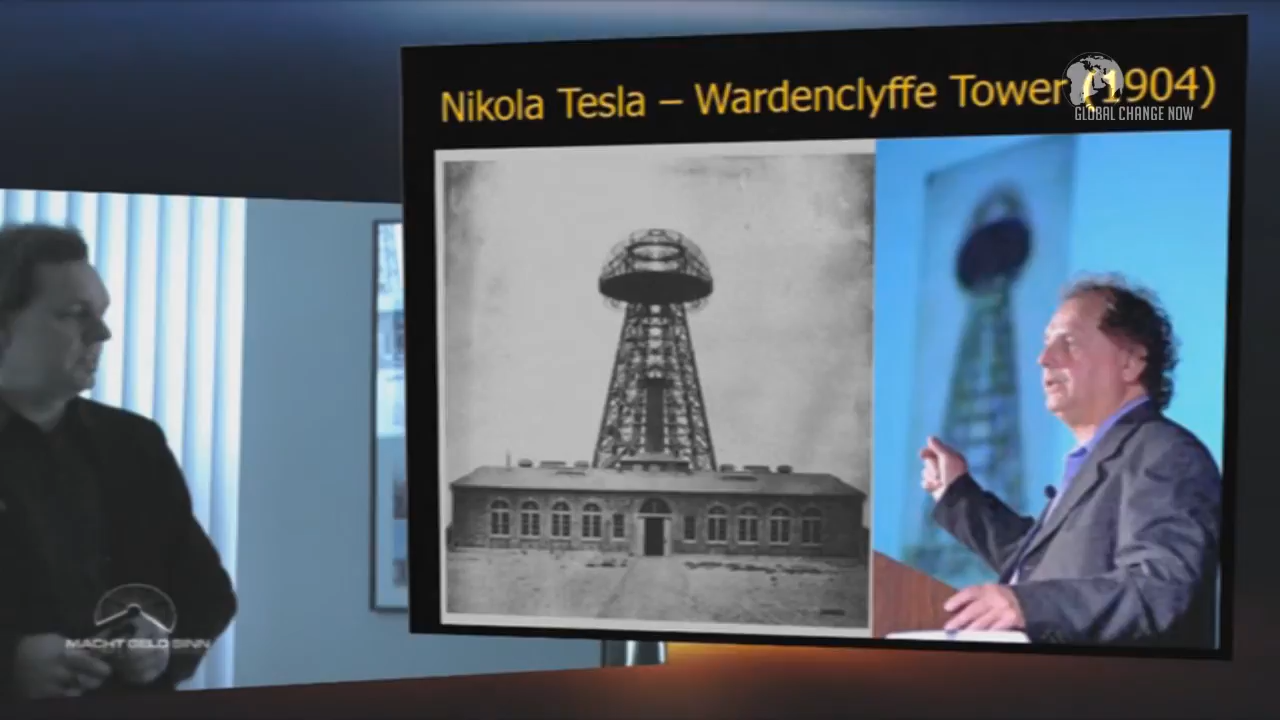 Nikola Tesla – Wardenclyffe Tower (1904)
GLOBAL CHANGE NOW
MACHT GELD SINN